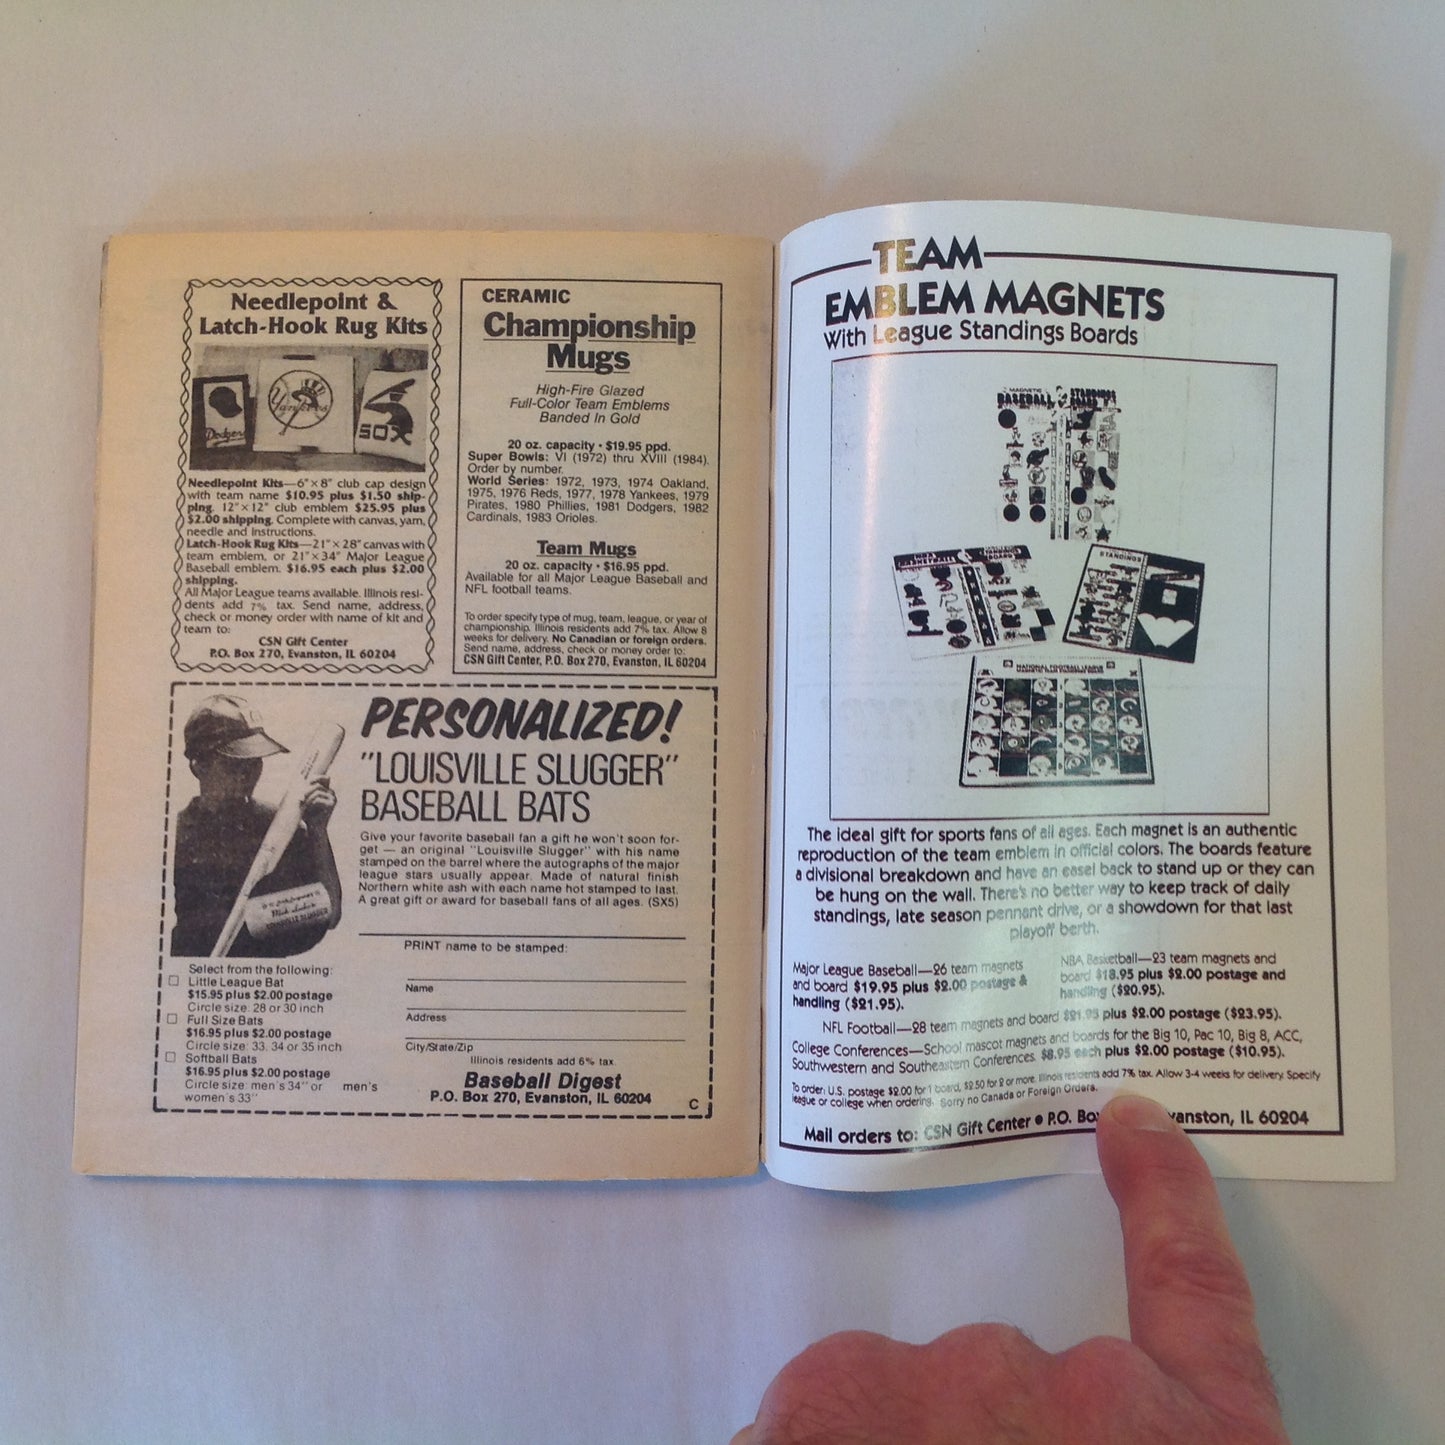 Needlepoint &
Latch-Hook Rug Kits
Dodgers
Yankees
SOX
Needlepoint Kits—6"×8" club cap design
with team name $10.95 plus $1.50 ship-
ping. 12"×12" club emblem $25.95 plus
$2.00 shipping. Complete with canvas, yarn,
needle and instructions.
Latch-Hook Rug Kits—21"×28" canvas with
team emblem, or 21"×34" Major League
Baseball emblem. $16.95 each plus $2.00
shipping.
All Major League teams available. Illinois resi-
dents add 7% tax. Send name, address,
check or money order with name of kit and
team to:
CSN Gift Center
P.O. Box 270, Evanston, IL 60204
CERAMIC
Championship
Mugs
High-Fire Glazed
Full-Color Team Emblems
Banded In Gold
20 oz. capacity • $19.95 ppd.
Super Bowls: VI (1972) thru XVIII (1984).
Order by number.
World Series: 1972, 1973, 1974 Oakland,
1975, 1976 Reds, 1977, 1978 Yankees, 1979
Pirates, 1980 Phillies, 1981 Dodgers, 1982
Cardinals, 1983 Orioles.
Team Mugs
20 oz. capacity • $16.95 ppd.
Available for all Major League Baseball and
NFL football teams.
To order specify type of mug, team, league, or year of
championship. Illinois residents add 7% tax. Allow 8
weeks for delivery. No Canadian or foreign orders.
Send name, address, check or money order to:
CSN Gift Center, P.O. Box 270, Evanston, IL 60204
PERSONALIZED!
"LOUISVILLE SLUGGER"
BASEBALL BATS
Give your favorite baseball fan a gift he won't soon for-
get — an original "Louisville Slugger" with his name
stamped on the barrel where the autographs of the major
league stars usually appear. Made of natural finish
Northern white ash with each name hot stamped to last.
A great gift or award for baseball fans of all ages. (SX5)
PRINT name to be stamped:
Name
Address
City/State/Zip
Illinois residents add 6% tax
Baseball Digest
P.O. Box 270, Evanston, IL 60204
C
LOUISVILLE SLUGGER
Select from the following:
Little League Bat
$15.95 plus $2.00 postage
Circle size: 28 or 30 inch
Full Size Bats
$16.95 plus $2.00 postage
Circle size: 33, 34 or 35 inch
Softball Bats
$16.95 plus $2.00 postage
Circle size: men's 34" or men's
women's 33"
TEAM
EMBLEM MAGNETS
With League Standings Boards
MAGNETIC
BASEBALL
STANDINGS
NBA
BASKETBALL
STANDINGS
BOARD
STANDINGS
NATIONAL FOOTBALL LEAGUE
The ideal gift for sports fans of all ages. Each magnet is an authentic
reproduction of the team emblem in official colors. The boards feature
a divisional breakdown and have an easel back to stand up or they can
be hung on the wall. There's no better way to keep track of daily
standings, late season pennant drive, or a showdown for that last
playoff berth.
Major League Baseball—26 team magnets
and board $19.95 plus $2.00 postage &
handling ($21.95).
NBA Basketball—23 team magnets and
board $18.95 plus $2.00 postage and
handling ($20.95).
NFL Football—28 team magnets and board $21.95 plus $2.00 postage ($23.95).
College Conferences—School mascot magnets and boards for the Big 10, Pac 10, Big 8, ACC,
Southwestern and Southeastern Conferences. $8.95 each plus $2.00 postage ($10.95).
To order: U.S. postage $2.00 for 1 board, $2.50 for 2 or more. Illinois residents add 7% tax. Allow 3-4 weeks for delivery. Specify
league or college when ordering. Sorry no Canada or Foreign Orders.
Mail orders to: CSN Gift Center • P.O. Bo vanston, IL 60204